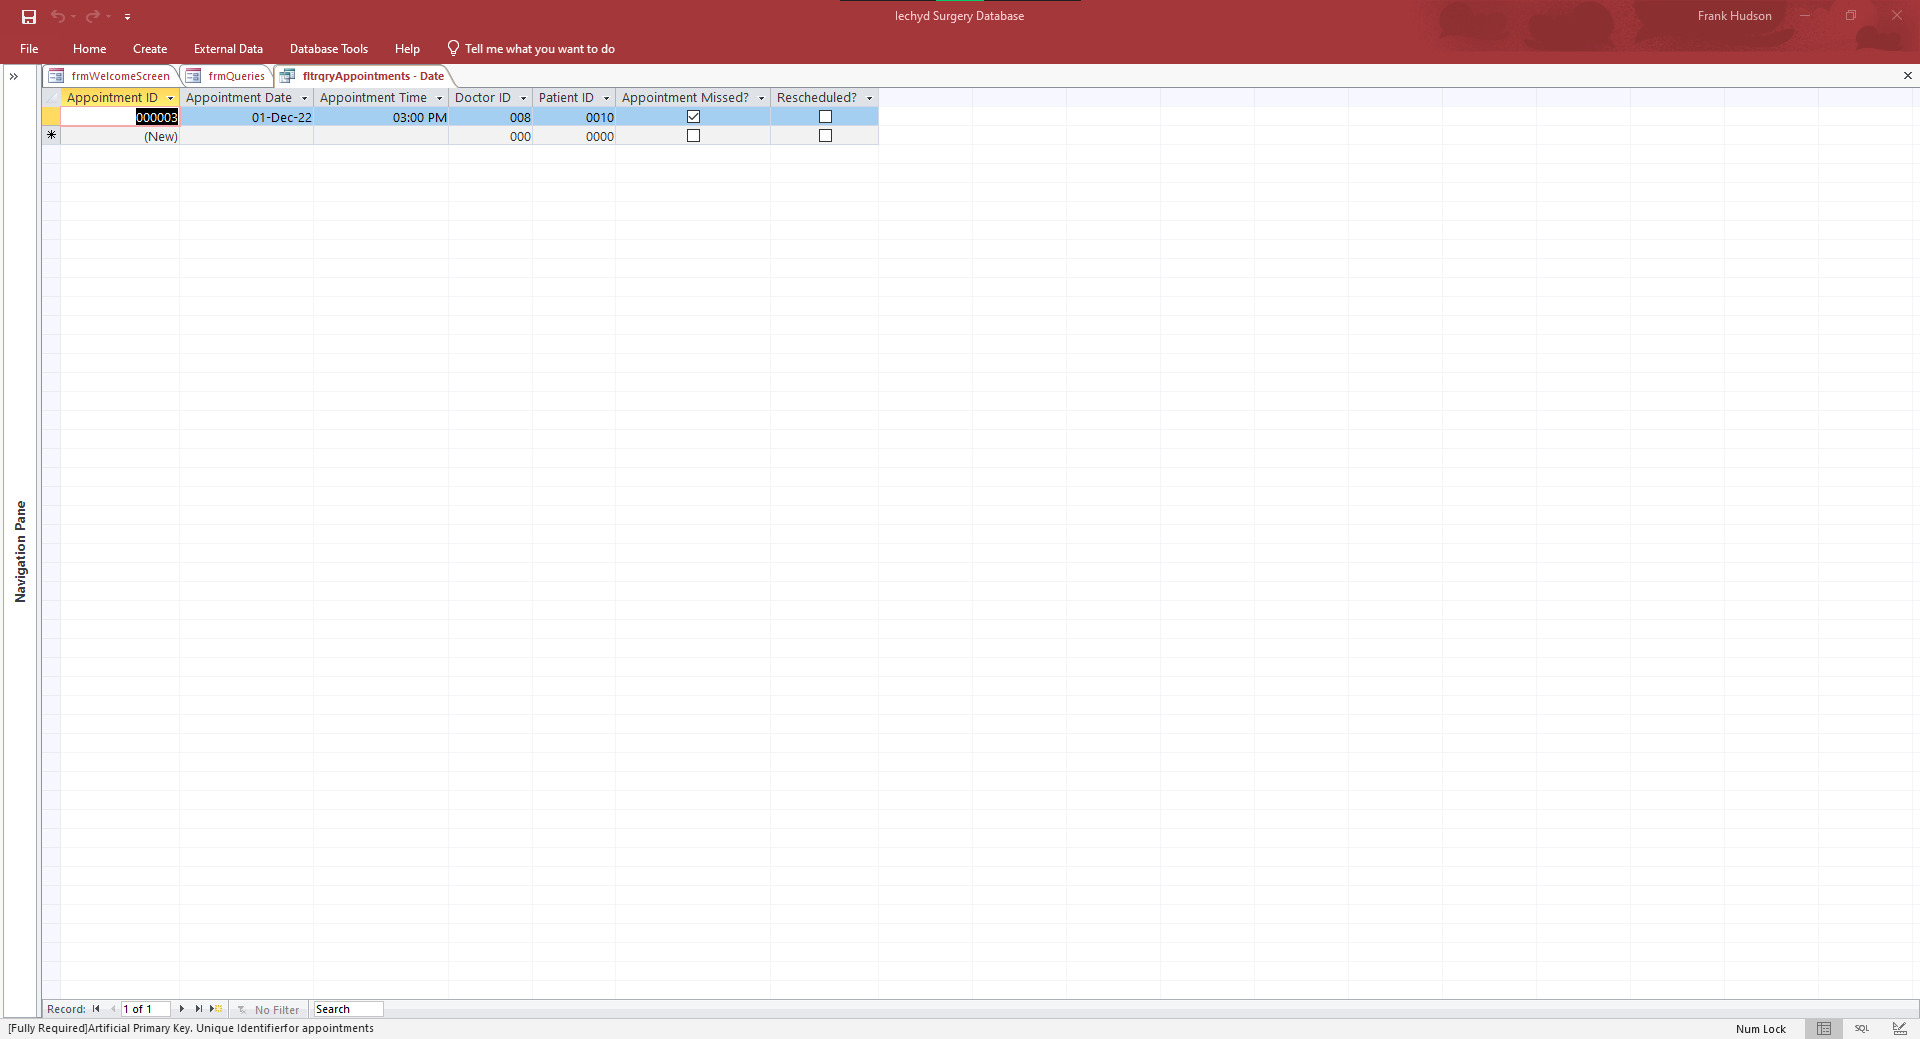 Iechyd Surgery Database
Frank Hudson
File Home Create External Data Database Tools Help Tell me what you want to do
frmWelcomeScreen frmQueries fltrqryAppointments - Date
Appointment ID Appointment Date Appointment Time Doctor ID Patient ID Appointment Missed? Rescheduled?
000003 01-Dec-22 03:00 PM 008 0010
(New) 000 0000
Navigation Pane
Record: 1 of 1 No Filter Search
[Fully Required]Artificial Primary Key. Unique Identifierfor appointments
Num Lock SQL